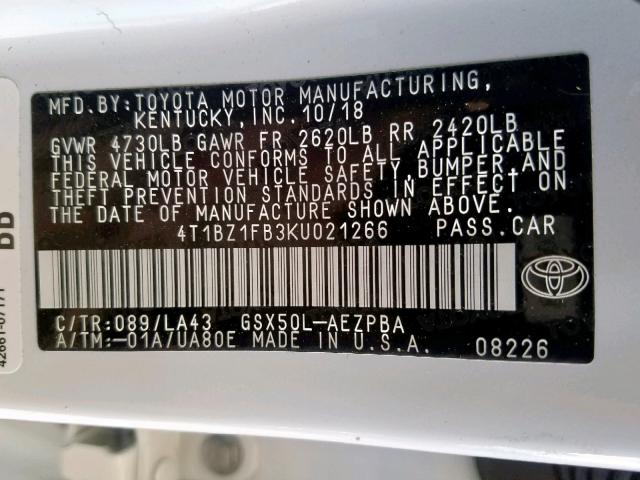 MFD.BY:TOYOTA MOTOR MANUFACTURING,
KENTUCKY, INC.10/18
GVWR 4730LB GAWR FR 2620LB RR 2420LB
THIS VEHICLE CONFORMS TO ALL APPLICABLE
FEDERAL MOTOR VEHICLE SAFETY,BUMPER,AND
THEFT PREVENTION STANDARDS IN EFFECT ON
THE DATE OF MANUFACTURE SHOWN ABOVE.
4T1BZ1FB3KU021266 PASS.CAR
C/TR:089/LA43 GSX50L-AEZPBA
A/TM:-01A/UA80E MADE IN U.S.A. 08226